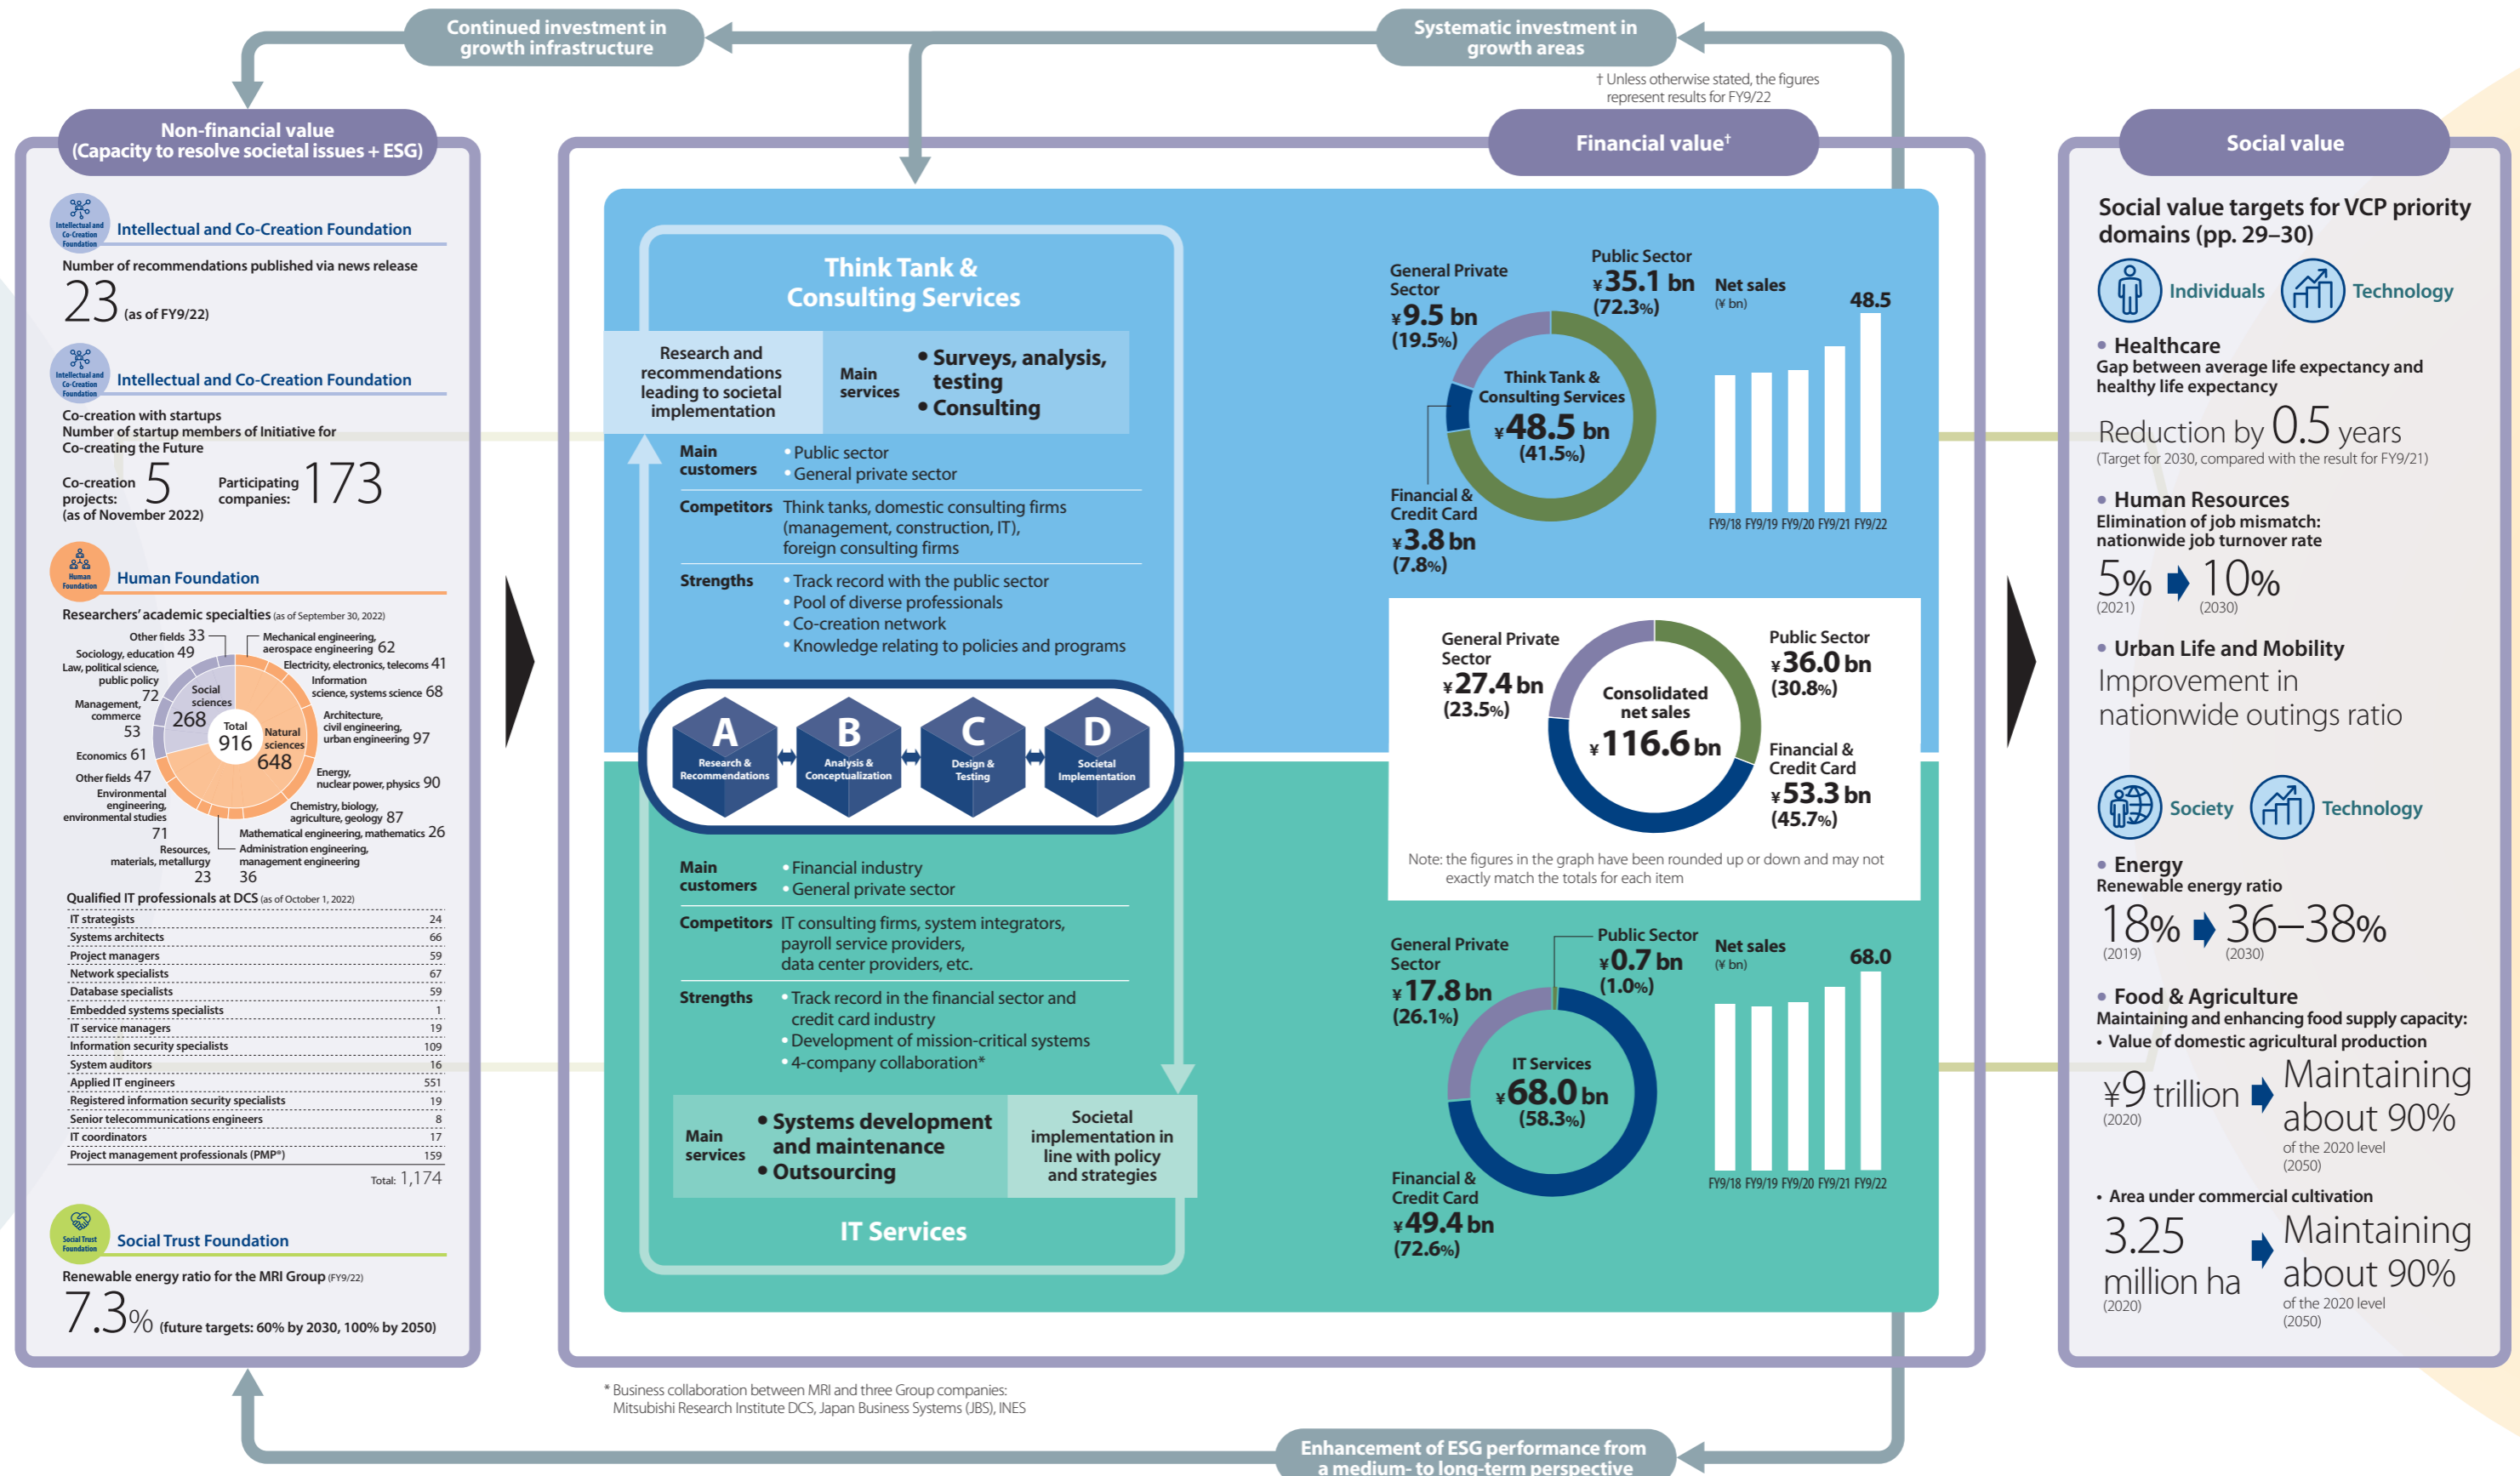 Continued investment in
growth infrastructure
Systematic investment in
growth areas
† Unless otherwise stated, the figures
represent results for FY9/22
Non-financial value
(Capacity to resolve societal issues + ESG)
Intellectual and
Co-Creation
Foundation
Intellectual and Co-Creation Foundation
Number of recommendations published via news release
23 (as of FY9/22)
Intellectual and
Co-Creation
Foundation
Intellectual and Co-Creation Foundation
Co-creation with startups
Number of startup members of Initiative for
Co-creating the Future
Co-creation
projects: 5
(as of November 2022)
Participating
companies: 173
Human
Foundation
Human Foundation
Researchers' academic specialties (as of September 30, 2022)
Other fields 33
Sociology, education 49
Law, political science,
public policy
72
Management,
commerce
53
Economics 61
Other fields 47
Environmental
engineering,
environmental studies
71
Resources,
materials, metallurgy
23
Mechanical engineering,
aerospace engineering 62
Electricity, electronics, telecoms 41
Information
science, systems science 68
Architecture,
civil engineering,
urban engineering 97
Energy,
nuclear power, physics 90
Chemistry, biology,
agriculture, geology 87
Mathematical engineering, mathematics 26
Administration engineering,
management engineering
36
Social
sciences
268
Total
916
Natural
sciences
648
Qualified IT professionals at DCS (as of October 1, 2022)
IT strategists 24
Systems architects 66
Project managers 59
Network specialists 67
Database specialists 59
Embedded systems specialists 1
IT service managers 19
Information security specialists 109
System auditors 16
Applied IT engineers 551
Registered information security specialists 19
Senior telecommunications engineers 8
IT coordinators 17
Project management professionals (PMP®) 159
Total: 1,174
Social Trust
Foundation
Social Trust Foundation
Renewable energy ratio for the MRI Group (FY9/22)
7.3% (future targets: 60% by 2030, 100% by 2050)
Financial value†
Think Tank &
Consulting Services
Research and
recommendations
leading to societal
implementation
Main
services
• Surveys, analysis,
testing
• Consulting
Main
customers
• Public sector
• General private sector
Competitors
Think tanks, domestic consulting firms
(management, construction, IT),
foreign consulting firms
Strengths
• Track record with the public sector
• Pool of diverse professionals
• Co-creation network
• Knowledge relating to policies and programs
A
Research &
Recommendations
B
Analysis &
Conceptualization
C
Design &
Testing
D
Societal
Implementation
Main
customers
• Financial industry
• General private sector
Competitors
IT consulting firms, system integrators,
payroll service providers,
data center providers, etc.
Strengths
• Track record in the financial sector and
credit card industry
• Development of mission-critical systems
• 4-company collaboration*
Main
services
• Systems development
and maintenance
• Outsourcing
Societal
implementation in
line with policy
and strategies
IT Services
General Private
Sector
¥9.5 bn
(19.5%)
Public Sector
¥35.1 bn
(72.3%)
Think Tank &
Consulting Services
¥48.5 bn
(41.5%)
Financial &
Credit Card
¥3.8 bn
(7.8%)
Net sales
(¥ bn)
48.5
FY9/18 FY9/19 FY9/20 FY9/21 FY9/22
General Private
Sector
¥27.4 bn
(23.5%)
Consolidated
net sales
¥116.6 bn
Public Sector
¥36.0 bn
(30.8%)
Financial &
Credit Card
¥53.3 bn
(45.7%)
Note: the figures in the graph have been rounded up or down and may not
exactly match the totals for each item
General Private
Sector
¥17.8 bn
(26.1%)
Public Sector
¥0.7 bn
(1.0%)
IT Services
¥68.0 bn
(58.3%)
Financial &
Credit Card
¥49.4 bn
(72.6%)
Net sales
(¥ bn)
68.0
FY9/18 FY9/19 FY9/20 FY9/21 FY9/22
* Business collaboration between MRI and three Group companies:
Mitsubishi Research Institute DCS, Japan Business Systems (JBS), INES
Social value
Social value targets for VCP priority
domains (pp. 29–30)
Individuals
Technology
• Healthcare
Gap between average life expectancy and
healthy life expectancy
Reduction by 0.5 years
(Target for 2030, compared with the result for FY9/21)
• Human Resources
Elimination of job mismatch:
nationwide job turnover rate
5% 10%
(2021) (2030)
• Urban Life and Mobility
Improvement in
nationwide outings ratio
Society
Technology
• Energy
Renewable energy ratio
18% 36–38%
(2019) (2030)
• Food & Agriculture
Maintaining and enhancing food supply capacity:
• Value of domestic agricultural production
¥9 trillion
(2020)
Maintaining
about 90%
of the 2020 level
(2050)
• Area under commercial cultivation
3.25
million ha
(2020)
Maintaining
about 90%
of the 2020 level
(2050)
Enhancement of ESG performance from
a medium- to long-term perspective